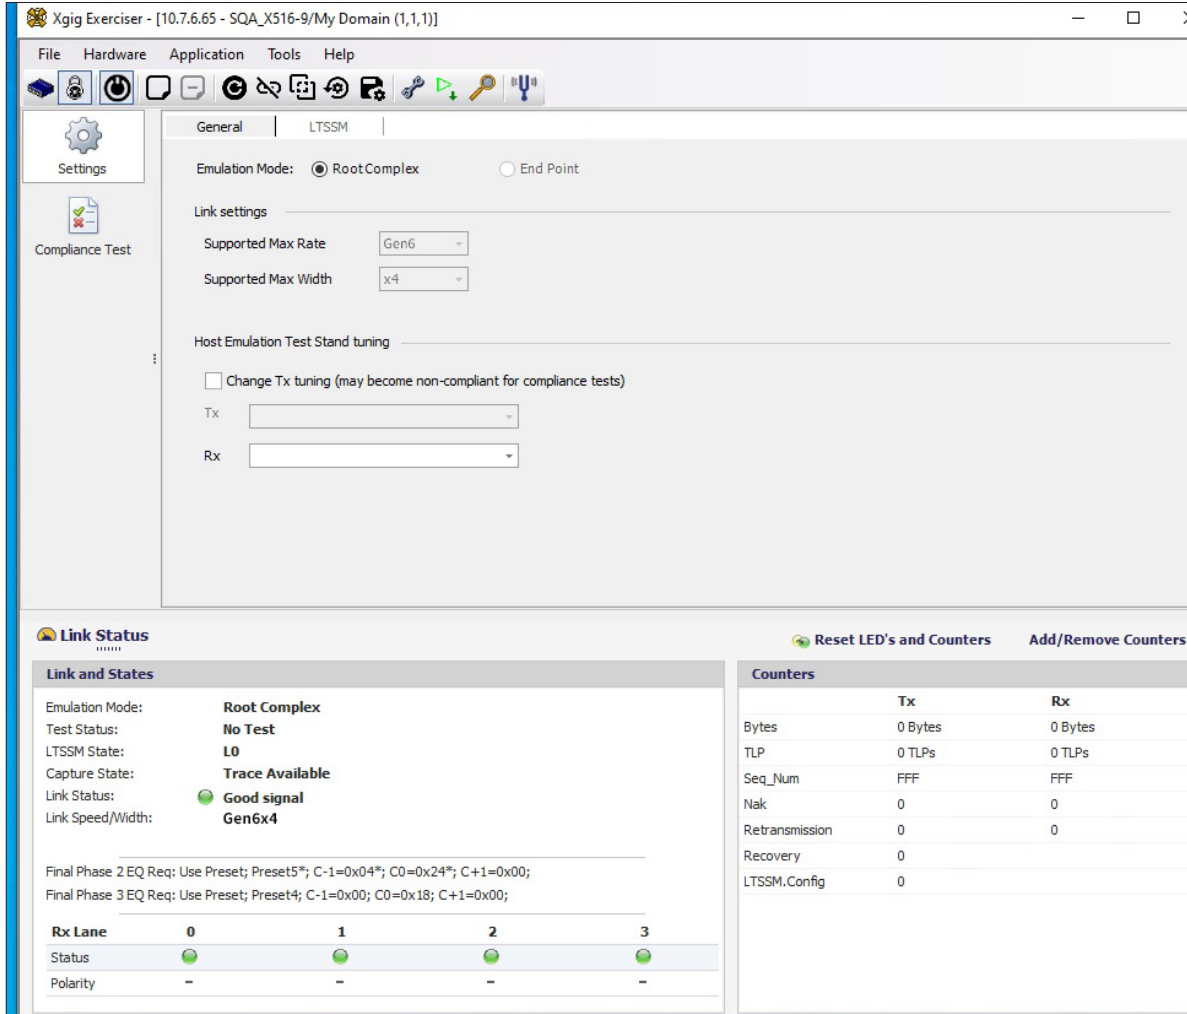 Xgig Exerciser - [10.7.6.65 - SQA_X516-9/My Domain (1,1,1)]
File Hardware Application Tools Help
Settings
Compliance Test
General LTSSM
Emulation Mode: Root Complex End Point
Link settings
Supported Max Rate Gen6
Supported Max Width x4
Host Emulation Test Stand tuning
Change Tx tuning (may become non-compliant for compliance tests)
Tx
Rx
Link Status
Reset LED's and Counters Add/Remove Counters
Link and States
Emulation Mode: Root Complex
Test Status: No Test
LTSSM State: L0
Capture State: Trace Available
Link Status: Good signal
Link Speed/Width: Gen6x4
Final Phase 2 EQ Req: Use Preset; Preset5*; C-1=0x04*; C0=0x24*; C+1=0x00;
Final Phase 3 EQ Req: Use Preset; Preset4; C-1=0x00; C0=0x18; C+1=0x00;
Rx Lane 0 1 2 3
Status
Polarity - - - -
Counters
Tx Rx
Bytes 0 Bytes 0 Bytes
TLP 0 TLPs 0 TLPs
Seq_Num FFF FFF
Nak 0 0
Retransmission 0 0
Recovery 0
LTSSM.Config 0